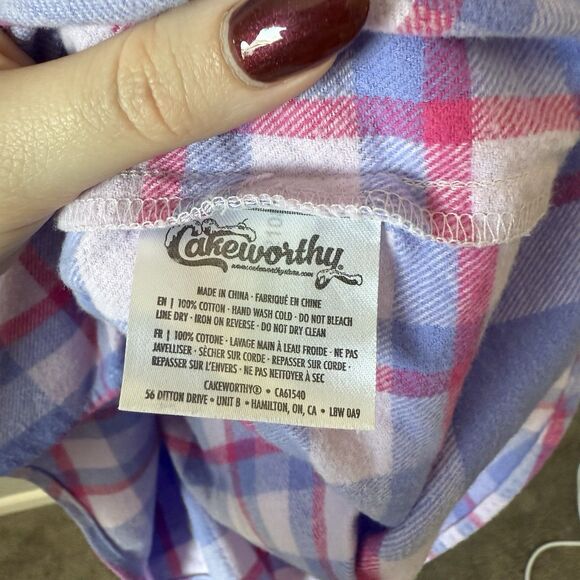 Cakeworthy
www.cakeworthystore.com
MADE IN CHINA · FABRIQUÉ EN CHINE
EN | 100% COTTON · HAND WASH COLD · DO NOT BLEACH
LINE DRY · IRON ON REVERSE · DO NOT DRY CLEAN
FR | 100% COTONE · LAVAGE MAIN À LEAU FROIDE · NE PAS
JAVELLISER · SÉCHER SUR CORDE · REPASSER SUR CORDE ·
REPASSER SUR L'ENVERS · NE PAS NETTOYER À SEC
CAKEWORTHY® • CA61540
56 DITTON DRIVE • UNIT B • HAMILTON, ON, CA • L8W 0A9